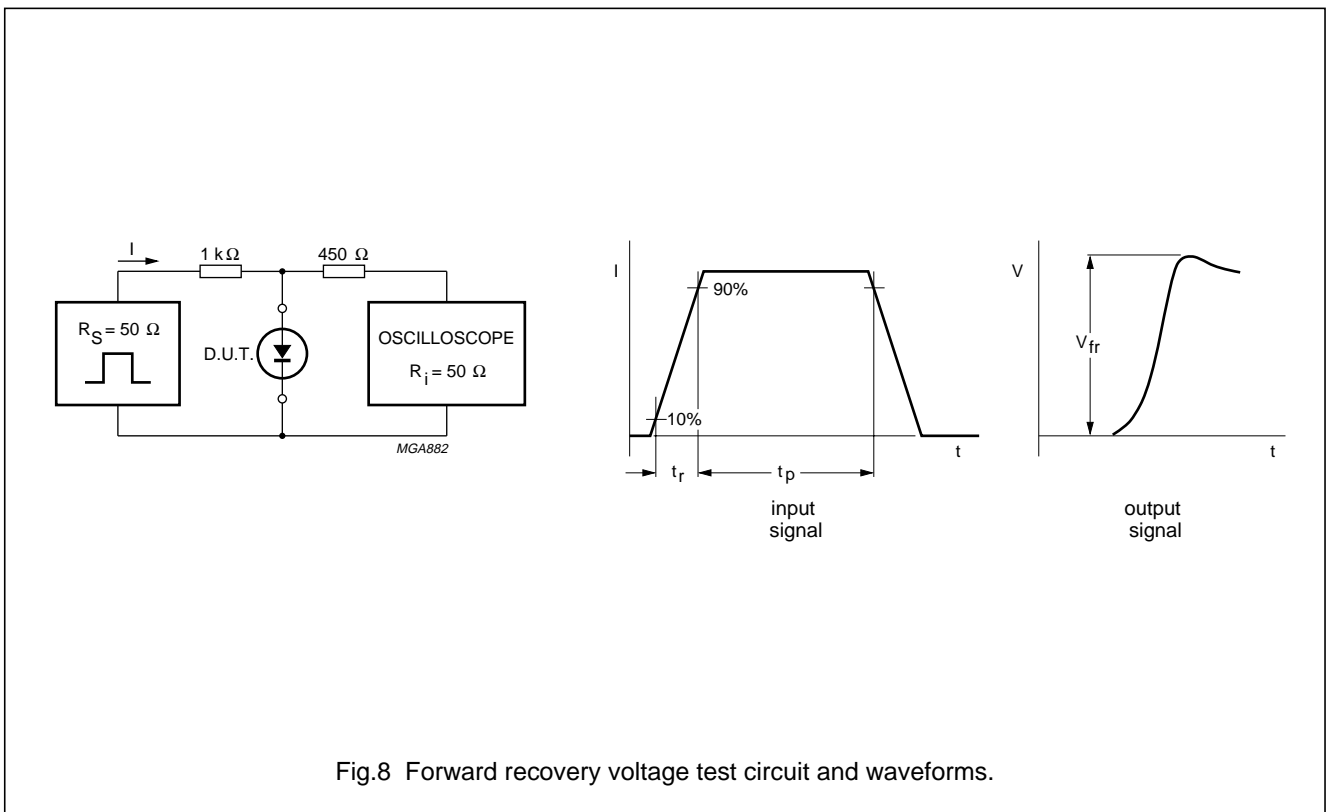 I
1 kΩ
450 Ω
R_S = 50 Ω
D.U.T.
OSCILLOSCOPE
R_i = 50 Ω
MGA882
I
90%
10%
t
t_r
t_p
input
signal
V
V_fr
t
output
signal
Fig.8 Forward recovery voltage test circuit and waveforms.